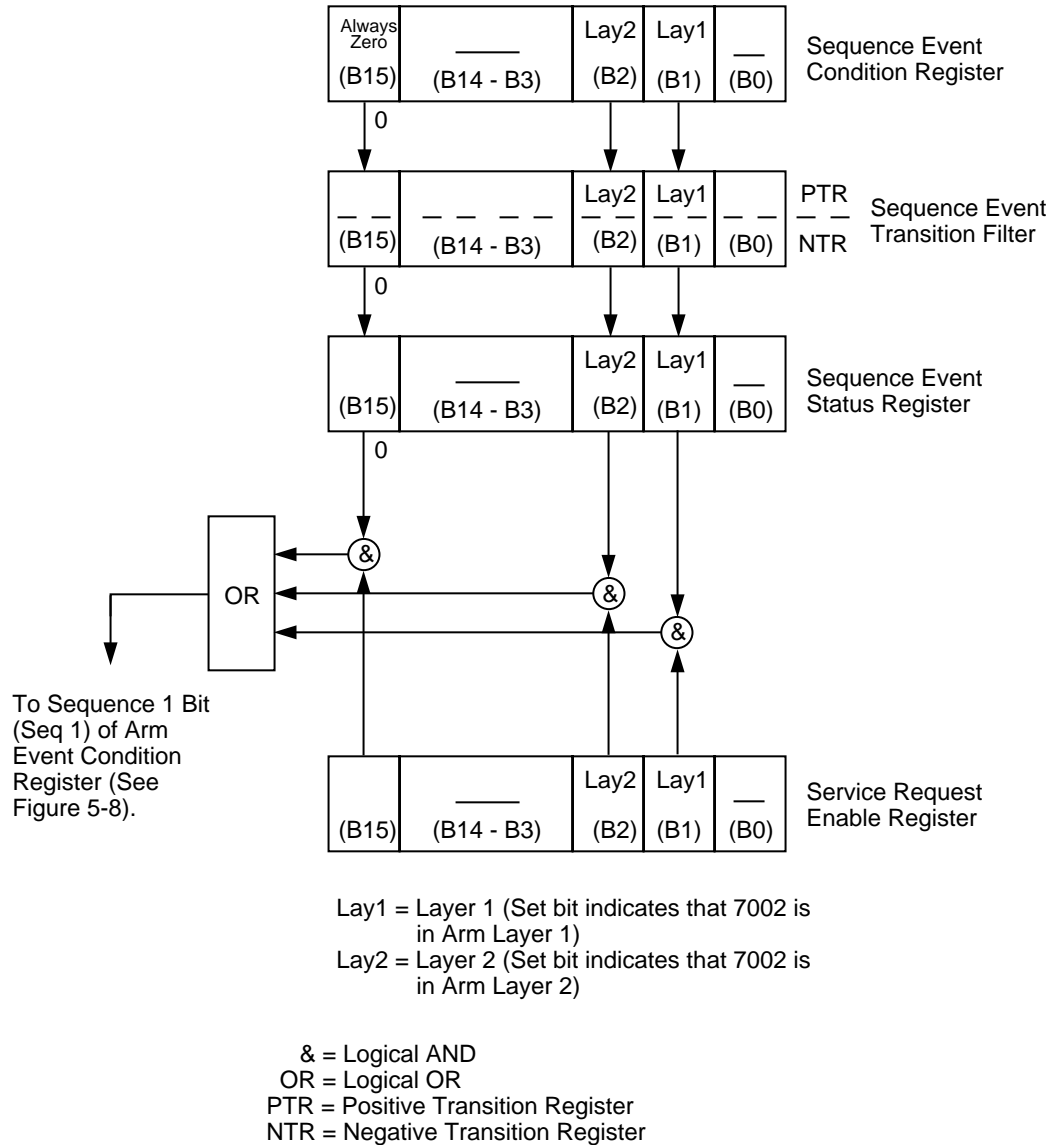 Always
Zero
(B15)
(B14 - B3)
Lay2
(B2)
Lay1
(B1)
(B0)
Sequence Event
Condition Register
0
(B15)
(B14 - B3)
Lay2
(B2)
Lay1
(B1)
(B0)
PTR
NTR
Sequence Event
Transition Filter
0
(B15)
(B14 - B3)
Lay2
(B2)
Lay1
(B1)
(B0)
Sequence Event
Status Register
0
&
OR
&
&
To Sequence 1 Bit
(Seq 1) of Arm
Event Condition
Register (See
Figure 5-8).
(B15)
(B14 - B3)
Lay2
(B2)
Lay1
(B1)
(B0)
Service Request
Enable Register
Lay1 = Layer 1 (Set bit indicates that 7002 is
in Arm Layer 1)
Lay2 = Layer 2 (Set bit indicates that 7002 is
in Arm Layer 2)
& = Logical AND
OR = Logical OR
PTR = Positive Transition Register
NTR = Negative Transition Register